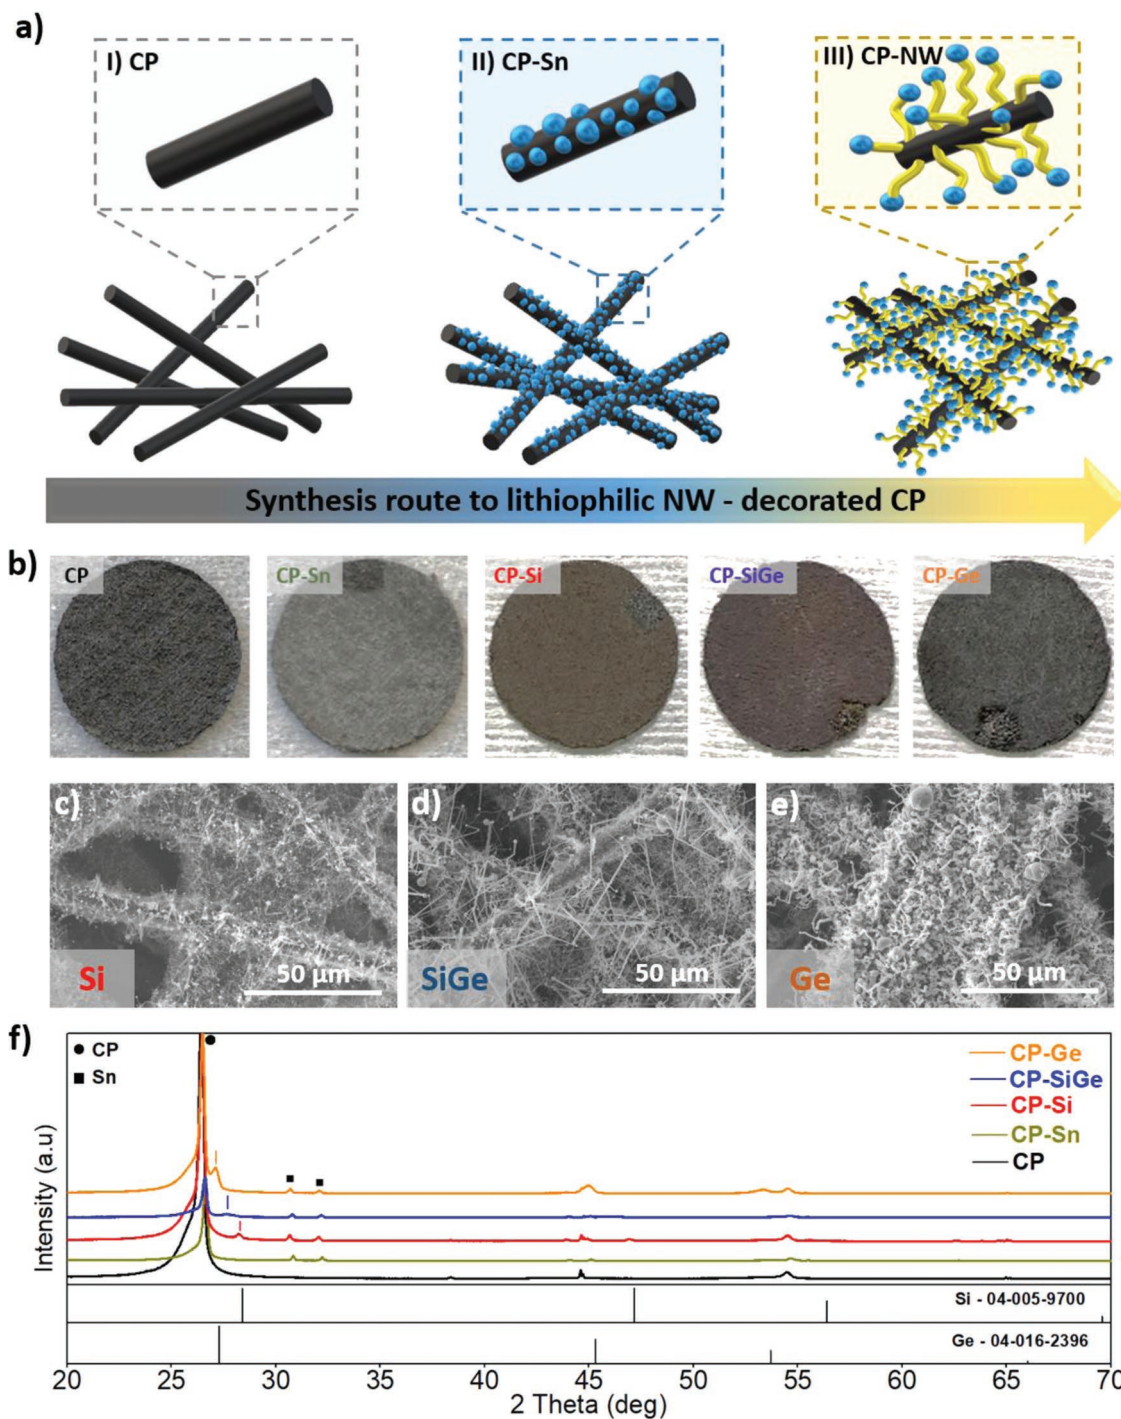 a)
I) CP
II) CP-Sn
III) CP-NW
Synthesis route to lithiophilic NW - decorated CP
b)
CP
CP-Sn
CP-Si
CP-SiGe
CP-Ge
c)
Si
50 µm
d)
SiGe
50 µm
e)
Ge
50 µm
f)
CP
Sn
CP-Ge
CP-SiGe
CP-Si
CP-Sn
CP
Intensity (a.u)
Si - 04-005-9700
Ge - 04-016-2396
20 25 30 35 40 45 50 55 60 65 70
2 Theta (deg)